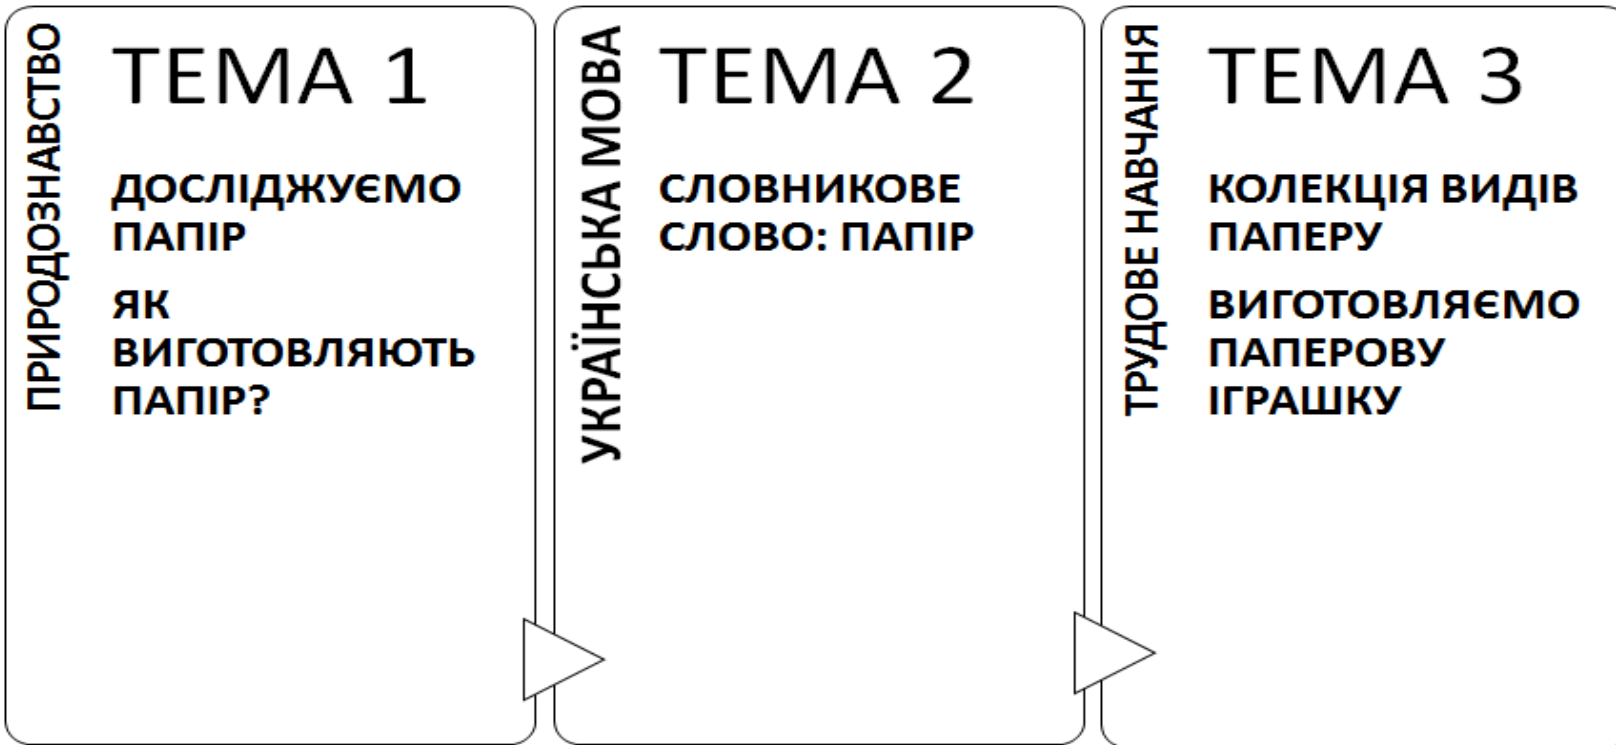 ПРИРОДОЗНАВСТВО
ТЕМА 1
ДОСЛІДЖУЄМО
ПАПІР
ЯК
ВИГОТОВЛЯЮТЬ
ПАПІР?
УКРАЇНСЬКА МОВА
ТЕМА 2
СЛОВНИКОВЕ
СЛОВО: ПАПІР
ТРУДОВЕ НАВЧАННЯ
ТЕМА 3
КОЛЕКЦІЯ ВИДІВ
ПАПЕРУ
ВИГОТОВЛЯЄМО
ПАПЕРОВУ
ІГРАШКУ